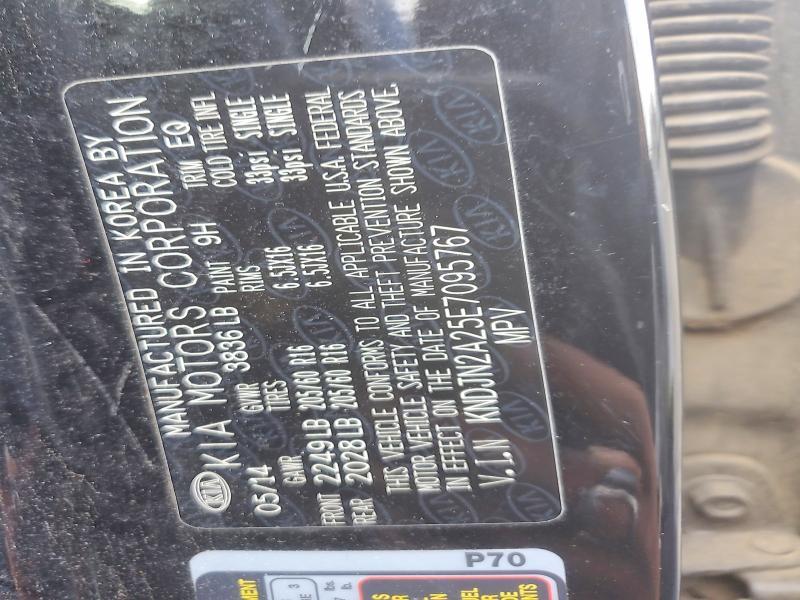 MANUFACTURED IN KOREA BY
KIA KIA MOTORS CORPORATION
05/14 GVWR 3836 LB PAINT 9H TRIM EQ
GAWR TIRES RIMS COLD TIRE INFL
FRONT 2249 LB 205/60 R16 6.5JX16 33psi SINGLE
REAR 2028 LB 205/60 R16 6.5JX16 33psi SINGLE
THIS VEHICLE CONFORMS TO ALL APPLICABLE U.S.A. FEDERAL
MOTOR VEHICLE SAFETY AND THEFT PREVENTION STANDARDS
IN EFFECT ON THE DATE OF MANUFACTURE SHOWN ABOVE.
V.I.N KNDJN2A25E7095767
MPV
P70